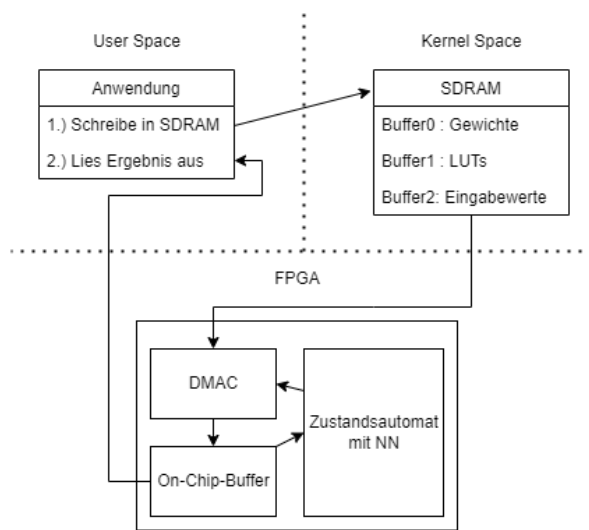 User Space
Kernel Space
Anwendung
1.) Schreibe in SDRAM
2.) Lies Ergebnis aus
SDRAM
Buffer0 : Gewichte
Buffer1 : LUTs
Buffer2: Eingabewerte
FPGA
DMAC
On-Chip-Buffer
Zustandsautomat
mit NN